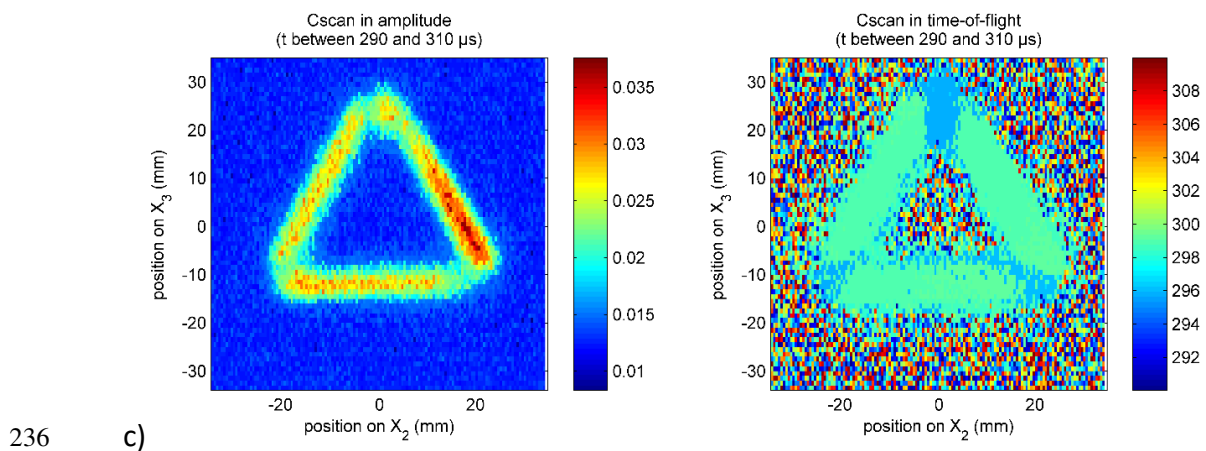 Cscan in amplitude
(t between 290 and 310 µs)
30
20
10
0
-10
-20
-30
position on X3 (mm)
-20 0 20
position on X2 (mm)
0.035
0.03
0.025
0.02
0.015
0.01
Cscan in time-of-flight
(t between 290 and 310 µs)
30
20
10
0
-10
-20
-30
position on X3 (mm)
-20 0 20
position on X2 (mm)
308
306
304
302
300
298
296
294
292
236 c)